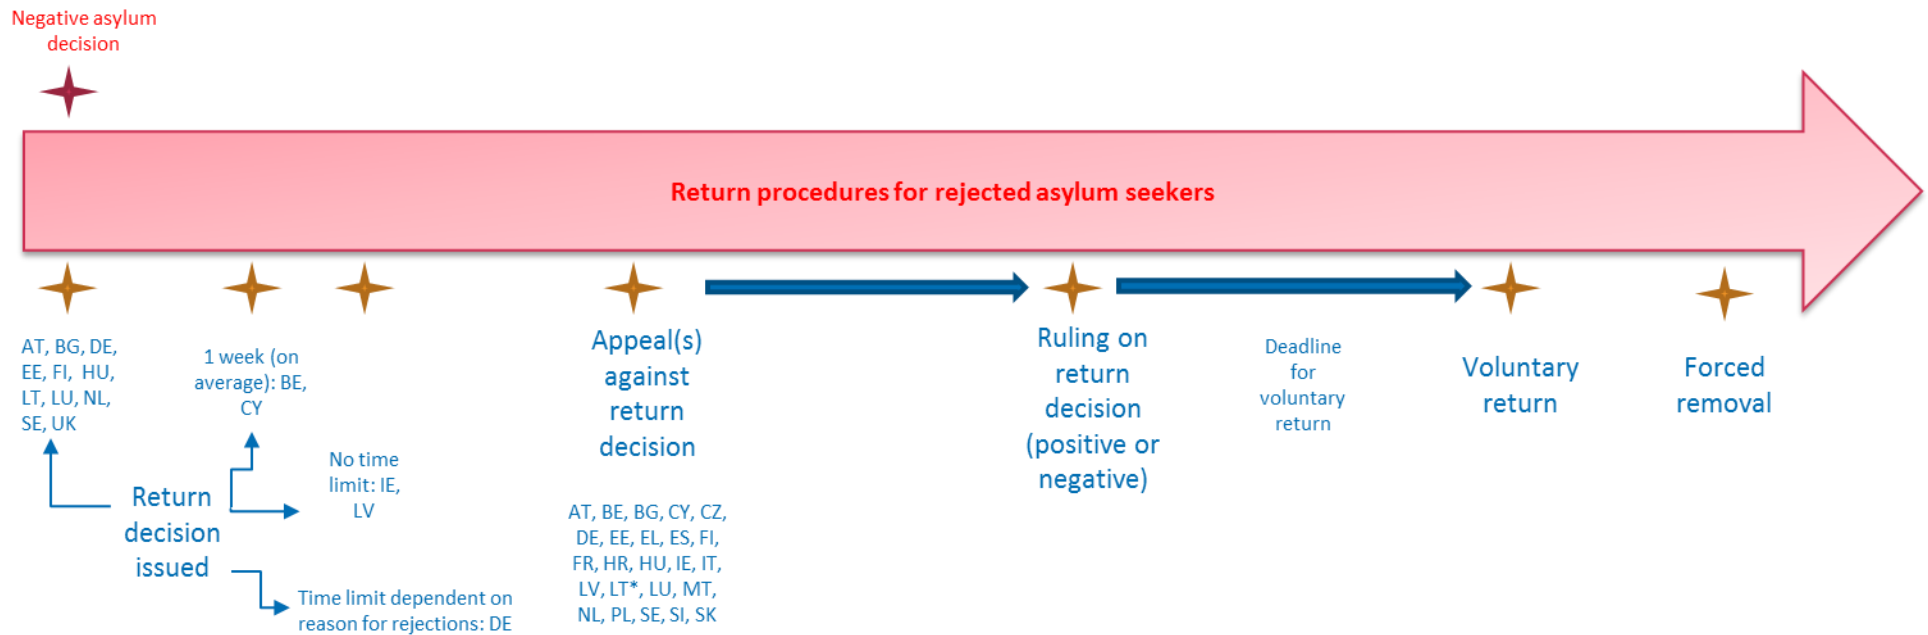 Negative asylum
decision
Return procedures for rejected asylum seekers
AT, BG, DE,
EE, FI, HU,
LT, LU, NL,
SE, UK
1 week (on
average): BE,
CY
No time
limit: IE,
LV
Return
decision
issued
Time limit dependent on
reason for rejections: DE
Appeal(s)
against
return
decision
AT, BE, BG, CY, CZ,
DE, EE, EL, ES, FI,
FR, HR, HU, IE, IT,
LV, LT*, LU, MT,
NL, PL, SE, SI, SK
Ruling on
return
decision
(positive or
negative)
Deadline
for
voluntary
return
Voluntary
return
Forced
removal